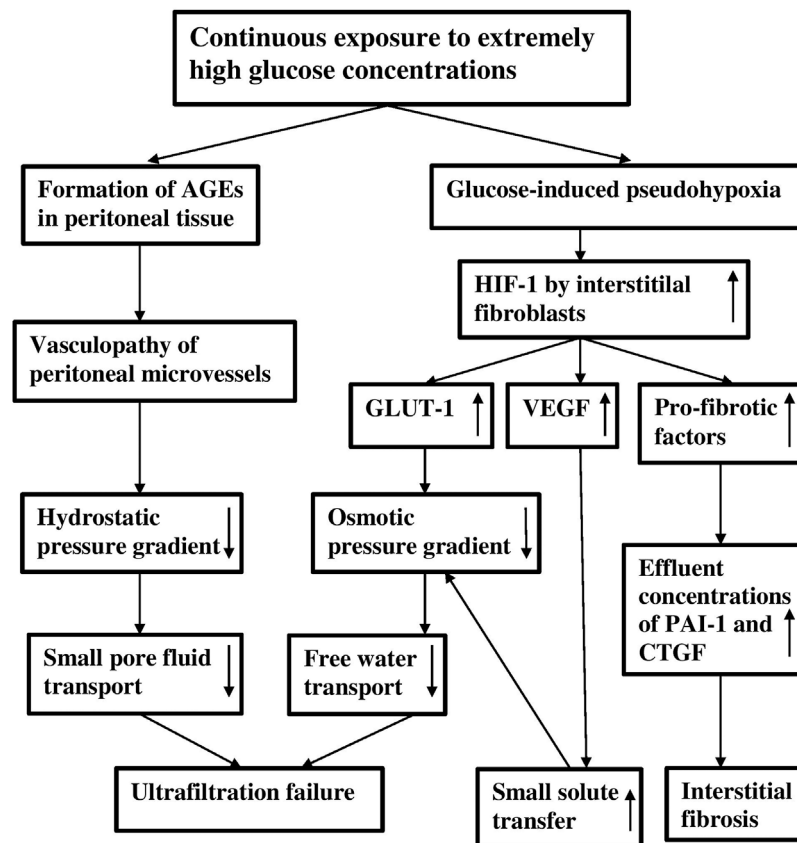 Continuous exposure to extremely
high glucose concentrations
Formation of AGEs
in peritoneal tissue
Glucose-induced pseudohypoxia
HIF-1 by interstitilal
fibroblasts
Vasculopathy of
peritoneal microvessels
GLUT-1
VEGF
Pro-fibrotic
factors
Hydrostatic
pressure gradient
Osmotic
pressure gradient
Effluent
concentrations
of PAI-1 and
CTGF
Small pore fluid
transport
Free water
transport
Ultrafiltration failure
Small solute
transfer
Interstitial
fibrosis